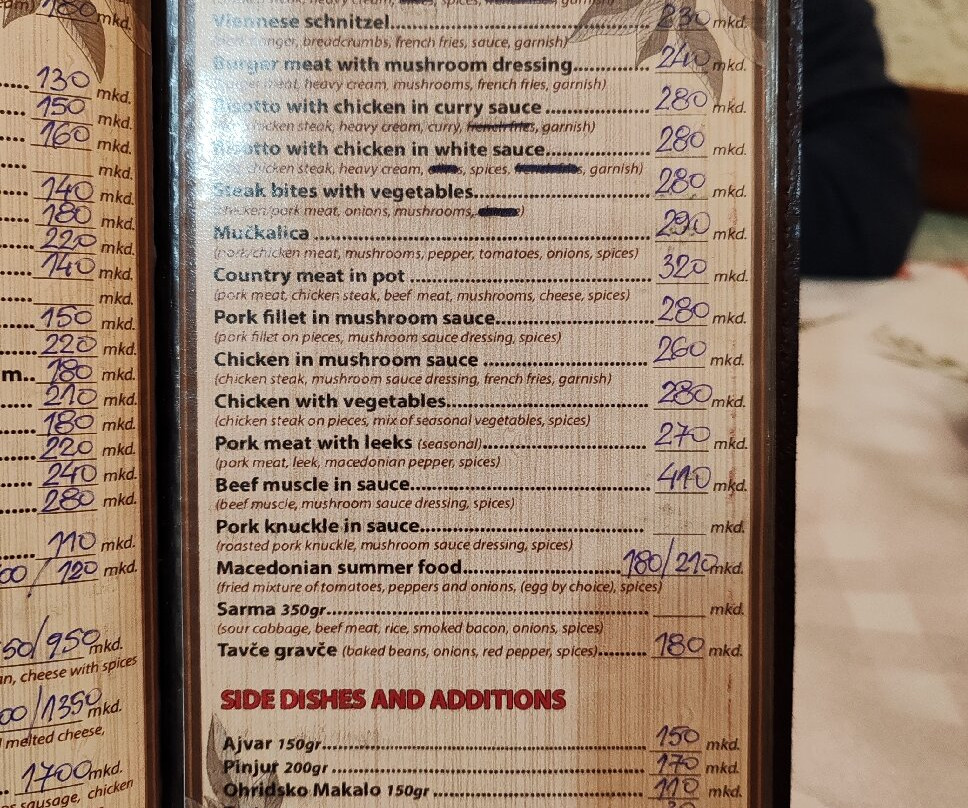 180
130 mkd.
150 mkd.
160 mkd.
mkd.
140 mkd.
180 mkd.
220 mkd.
140 mkd.
mkd.
150 mkd.
220 mkd.
m.. 180 mkd.
210 mkd.
180 mkd.
220 mkd.
240 mkd.
280 mkd.
110 mkd.
120 mkd.
950 mkd.
cheese with spices
1350 mkd.
melted cheese,
1700 mkd.
sausage, chicken
Viennese schnitzel 230 mkd.
breadcrumbs, french fries, sauce, garnish)
Burger meat with mushroom dressing 240 mkd.
meat, heavy cream, mushrooms, french fries, garnish)
Risotto with chicken in curry sauce 280 mkd.
chicken steak, heavy cream, curry, french fries, garnish)
Risotto with chicken in white sauce 280 mkd.
chicken steak, heavy cream, spices, garnish)
Steak bites with vegetables 280 mkd.
(chicken/pork meat, onions, mushrooms, )
Mučkalica 290 mkd.
(pork/chicken meat, mushrooms, pepper, tomatoes, onions, spices)
Country meat in pot 320 mkd.
(pork meat, chicken steak, beef meat, mushrooms, cheese, spices)
Pork fillet in mushroom sauce 280 mkd.
(pork fillet on pieces, mushroom sauce dressing, spices)
Chicken in mushroom sauce 260 mkd.
(chicken steak, mushroom sauce dressing, french fries, garnish)
Chicken with vegetables 280 mkd.
(chicken steak on pieces, mix of seasonal vegetables, spices)
Pork meat with leeks (seasonal) 270 mkd.
(pork meat, leek, macedonian pepper, spices)
Beef muscle in sauce 410 mkd.
(beef muscle, mushroom sauce dressing, spices)
Pork knuckle in sauce mkd.
(roasted pork knuckle, mushroom sauce dressing, spices)
Macedonian summer food 180/210 mkd.
(fried mixture of tomatoes, peppers and onions, (egg by choice), spices)
Sarma 350gr mkd.
(sour cabbage, beef meat, rice, smoked bacon, onions, spices)
Tavče gravče (baked beans, onions, red pepper, spices) 180 mkd.
SIDE DISHES AND ADDITIONS
Ajvar 150gr 150 mkd.
Pinjur 200gr 170 mkd.
Ohridsko Makalo 150gr 110 mkd.